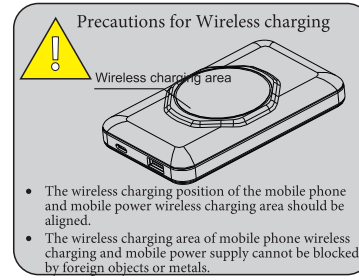 Precautions for Wireless charging
Wireless charging area
• The wireless charging position of the mobile phone
and mobile power wireless charging area should be
aligned.
• The wireless charging area of mobile phone wireless
charging and mobile power supply cannot be blocked
by foreign objects or metals.